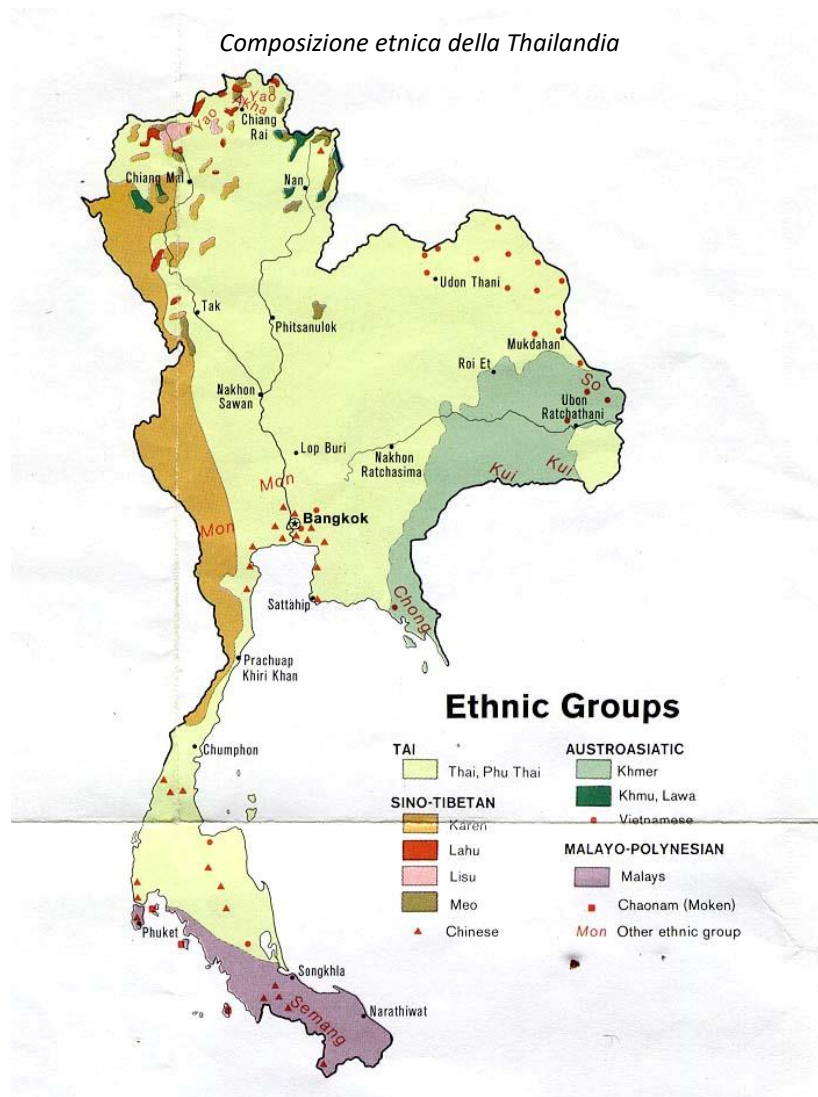 Composizione etnica della Thailandia
Yao
Yao
Akha
Chiang
Rai
Chiang Mai
Nan
Udon Thani
Tak
Phitsanulok
Mukdahan
Roi Et
So
Nakhon
Sawan
Ubon
Ratchathani
Lop Buri
Nakhon
Ratchasima
Kui
Kui
Mon
Mon
Bangkok
Sattahip
Chong
Prachuap
Khiri Khan
Chumphon
Phuket
Songkhla
Semang
Narathiwat
Ethnic Groups
TAI
Thai, Phu Thai
SINO-TIBETAN
Karen
Lahu
Lisu
Meo
Chinese
AUSTROASIATIC
Khmer
Khmu, Lawa
Vietnamese
MALAYO-POLYNESIAN
Malays
Chaonam (Moken)
Mon Other ethnic group